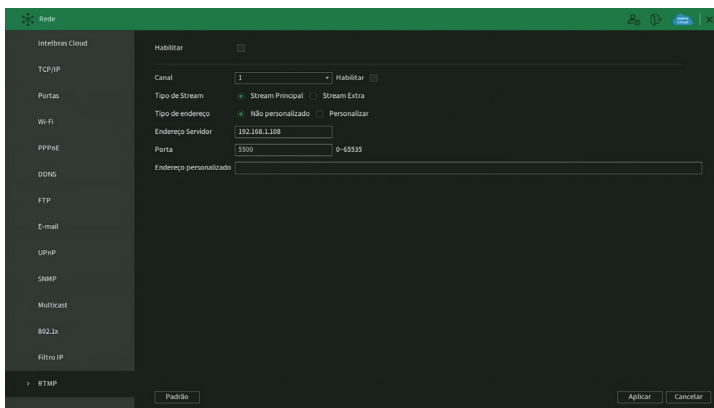 Rede
Intelbras Cloud
TCP/IP
Portas
Wi-Fi
PPPoE
DDNS
FTP
E-mail
UPnP
SNMP
Multicast
802.1x
Filtro IP
> RTMP
Habilitar
Canal 1 Habilitar
Tipo de Stream Stream Principal Stream Extra
Tipo de endereço Não personalizado Personalizar
Endereço Servidor 192.168.1.108
Porta 5500 0~65535
Endereço personalizado
Padrão Aplicar Cancelar